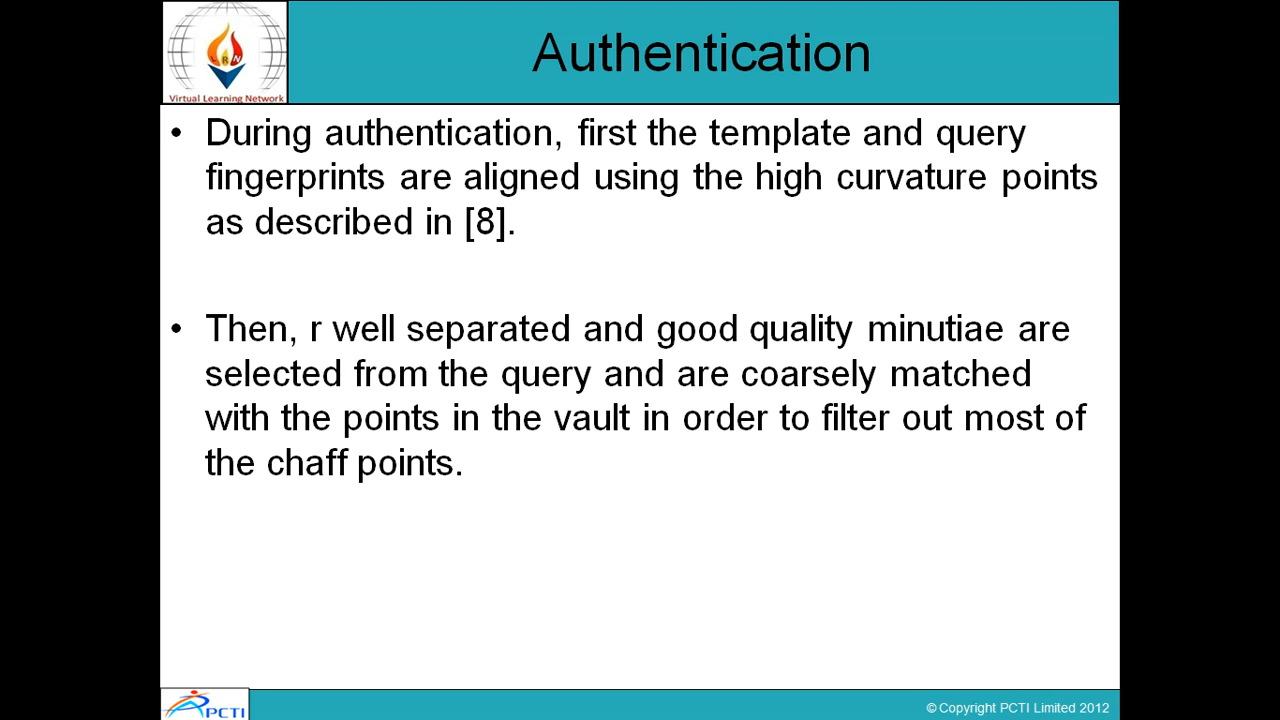 Authentication
Virtual Learning Network
• During authentication, first the template and query
fingerprints are aligned using the high curvature points
as described in [8].
• Then, r well separated and good quality minutiae are
selected from the query and are coarsely matched
with the points in the vault in order to filter out most of
the chaff points.
PCTI
© Copyright PCTI Limited 2012